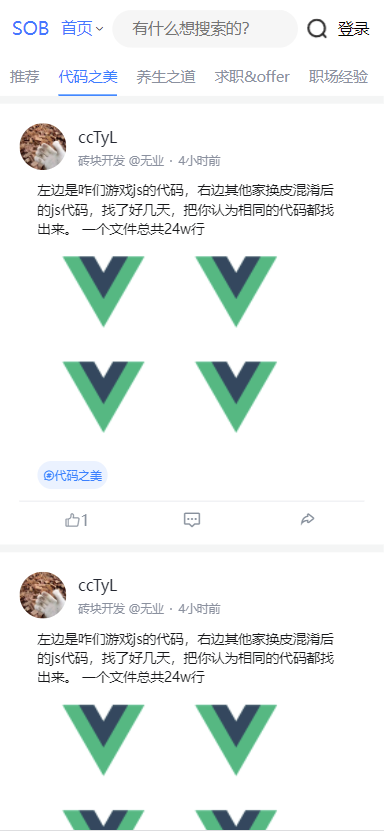 SOB 首页 有什么想搜索的? 登录
推荐 代码之美 养生之道 求职&offer 职场经验
ccTyL
砖块开发 @无业 · 4小时前
左边是咱们游戏js的代码，右边其他家换皮混淆后
的js代码，找了好几天，把你认为相同的代码都找
出来。 一个文件总共24w行
@代码之美
1
ccTyL
砖块开发 @无业 · 4小时前
左边是咱们游戏js的代码，右边其他家换皮混淆后
的js代码，找了好几天，把你认为相同的代码都找
出来。 一个文件总共24w行